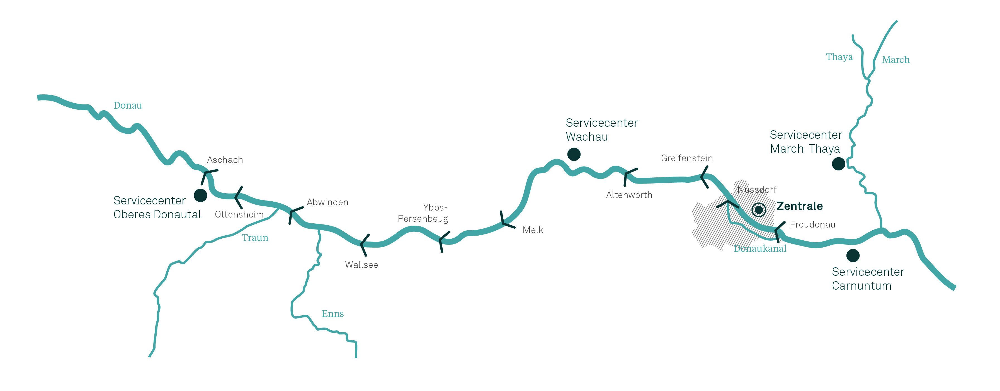 Thaya
March
Donau
Servicecenter
Wachau
Servicecenter
March-Thaya
Aschach
Greifenstein
Nussdorf
Altenwörth
Servicecenter
Oberes Donautal
Ottensheim
Abwinden
Ybbs-
Persenbeug
Zentrale
Freudenau
Melk
Traun
Donaukanal
Wallsee
Servicecenter
Carnuntum
Enns